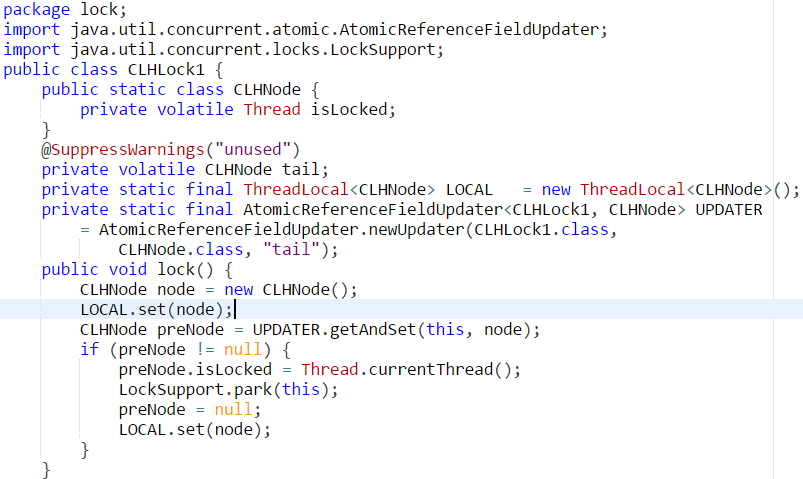 package lock;
import java.util.concurrent.atomic.AtomicReferenceFieldUpdater;
import java.util.concurrent.locks.LockSupport;
public class CLHLock1 {
    public static class CLHNode {
        private volatile Thread isLocked;
    }
    @SuppressWarnings("unused")
    private volatile CLHNode tail;
    private static final ThreadLocal<CLHNode> LOCAL   = new ThreadLocal<CLHNode>();
    private static final AtomicReferenceFieldUpdater<CLHLock1, CLHNode> UPDATER
        = AtomicReferenceFieldUpdater.newUpdater(CLHLock1.class,
            CLHNode.class, "tail");
    public void lock() {
        CLHNode node = new CLHNode();
        LOCAL.set(node);
        CLHNode preNode = UPDATER.getAndSet(this, node);
        if (preNode != null) {
            preNode.isLocked = Thread.currentThread();
            LockSupport.park(this);
            preNode = null;
            LOCAL.set(node);
        }
    }